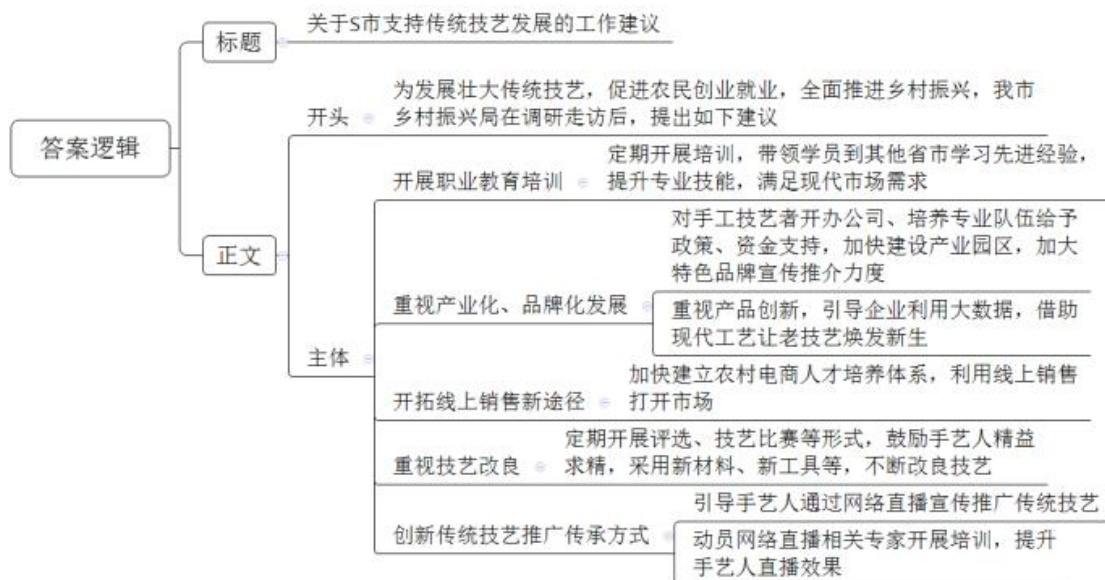 答案逻辑
标题
关于S市支持传统技艺发展的工作建议
正文
开头
为发展壮大传统技艺，促进农民创业就业，全面推进乡村振兴，我市
乡村振兴局在调研走访后，提出如下建议
主体
开展职业教育培训
定期开展培训，带领学员到其他省市学习先进经验，
提升专业技能，满足现代市场需求
重视产业化、品牌化发展
对手工技艺者开办公司、培养专业队伍给予
政策、资金支持，加快建设产业园区，加大
特色品牌宣传推介力度
重视产品创新，引导企业利用大数据，借助
现代工艺让老技艺焕发新生
开拓线上销售新途径
加快建立农村电商人才培养体系，利用线上销售
打开市场
重视技艺改良
定期开展评选、技艺比赛等形式，鼓励手艺人精益
求精，采用新材料、新工具等，不断改良技艺
创新传统技艺推广传承方式
引导手艺人通过网络直播宣传推广传统技艺
动员网络直播相关专家开展培训，提升
手艺人直播效果